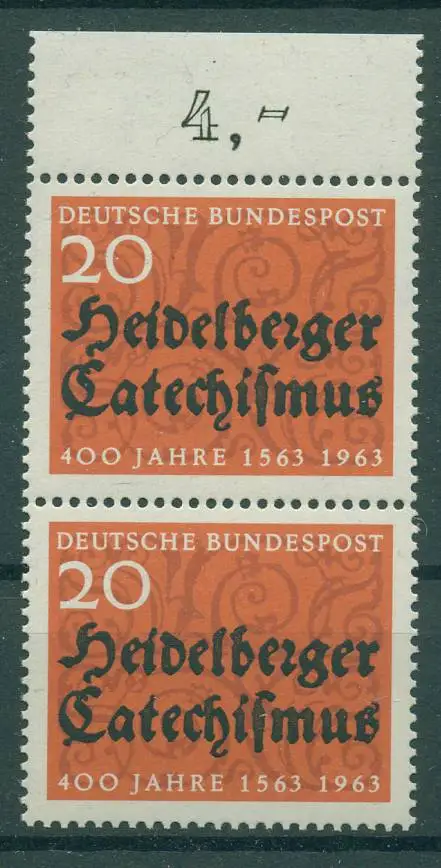 4,-
DEUTSCHE BUNDESPOST
20
Heidelberger
Catechiſmus
400 JAHRE 1563 1963
DEUTSCHE BUNDESPOST
20
Heidelberger
Catechiſmus
400 JAHRE 1563 1963